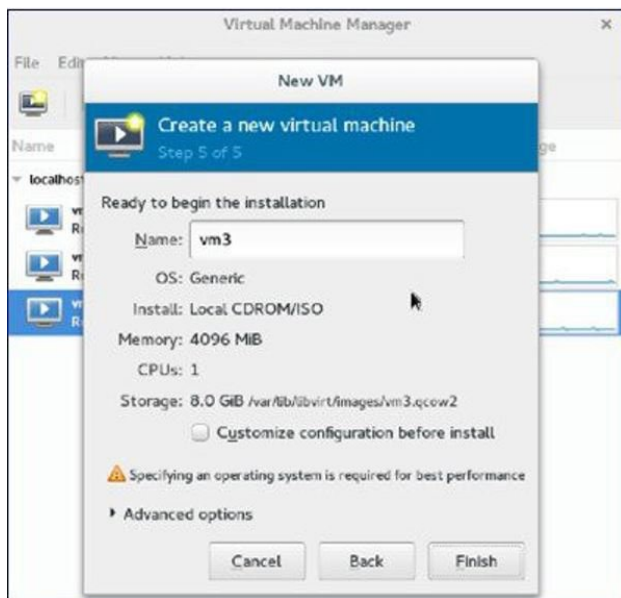 Virtual Machine Manager
File
New VM
Create a new virtual machine
Step 5 of 5
Name
localhost
Ready to begin the installation
Name: vm3
OS: Generic
Install: Local CDROM/ISO
Memory: 4096 MiB
CPUs: 1
Storage: 8.0 GiB /var/lib/libvirt/images/vm3.qcow2
Customize configuration before install
Specifying an operating system is required for best performance
Advanced options
Cancel Back Finish